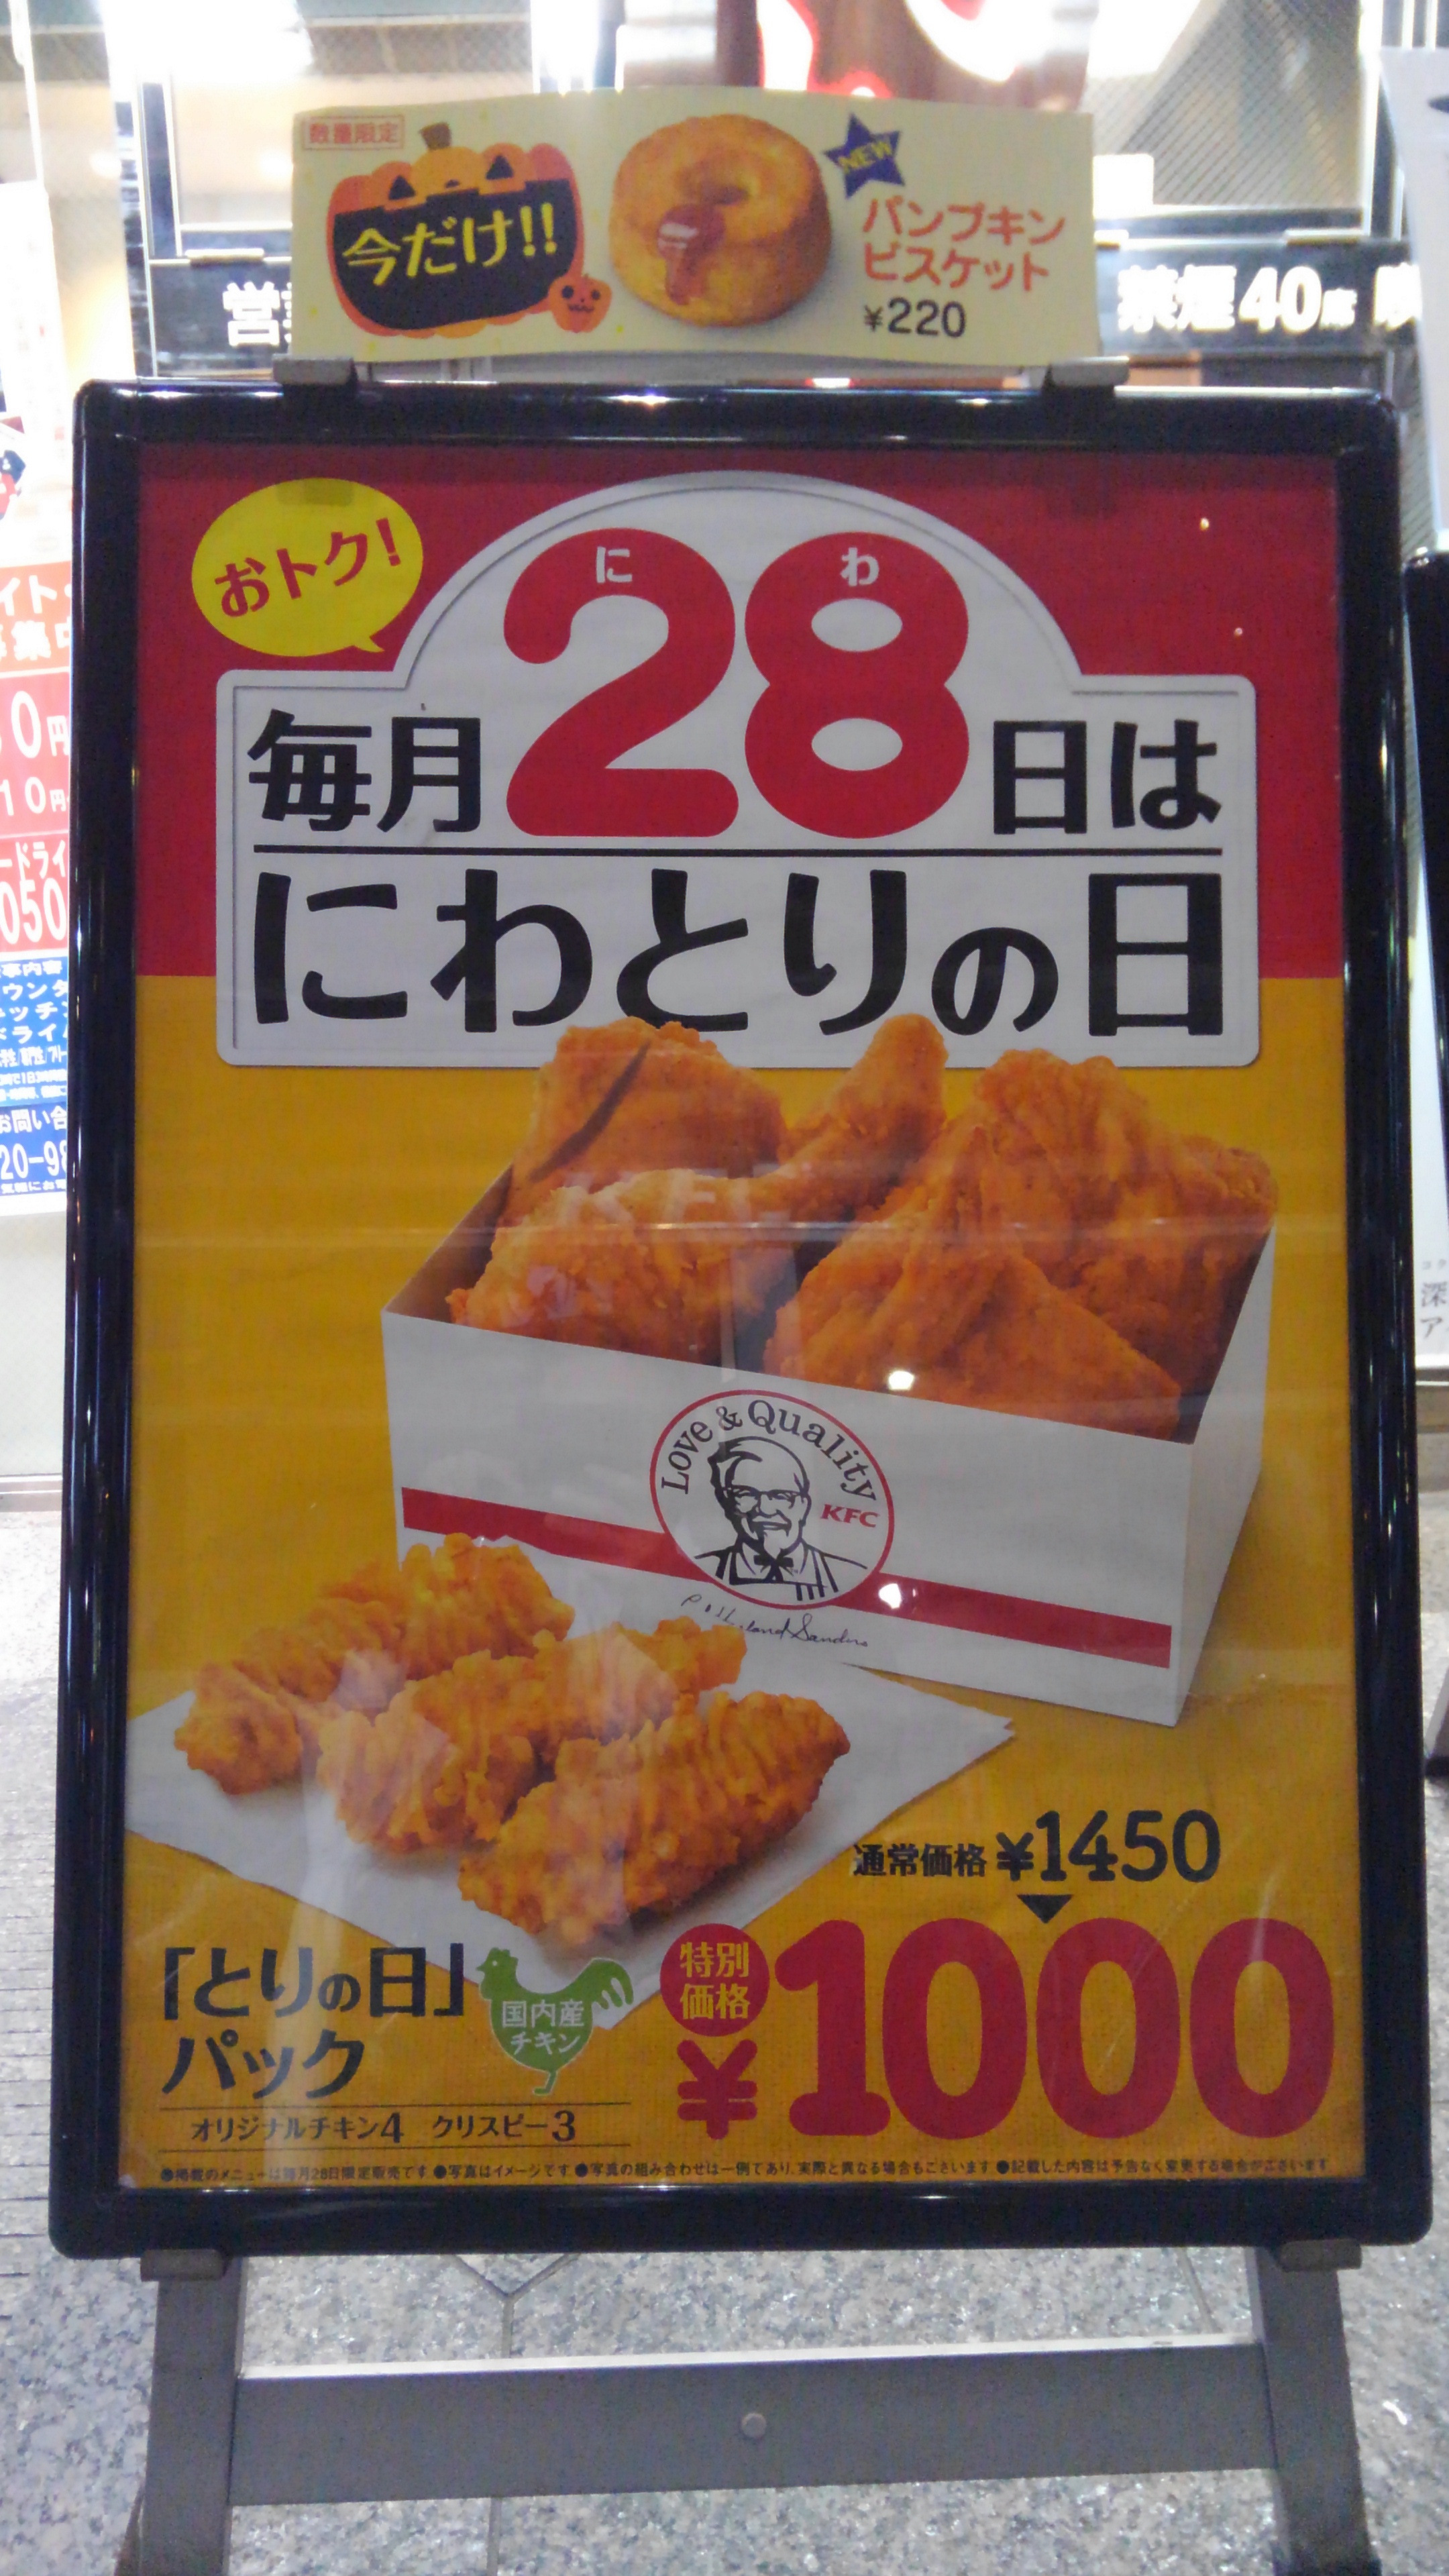 数量限定
今だけ!!
NEW
パンプキン
ビスケット
¥220
禁煙40席
おトク!
に わ
毎月28日は
にわとりの日
Love & Quality
KFC
通常価格 ¥1450
特別
価格
¥1000
「とりの日」
パック
国内産
チキン
オリジナルチキン4 クリスピー3
●掲載のメニューは毎月28日限定販売です.●写真はイメージです.●写真の組み合わせは一例であり,実際と異なる場合もございます.●記載した内容は予告なく変更する場合がございます.